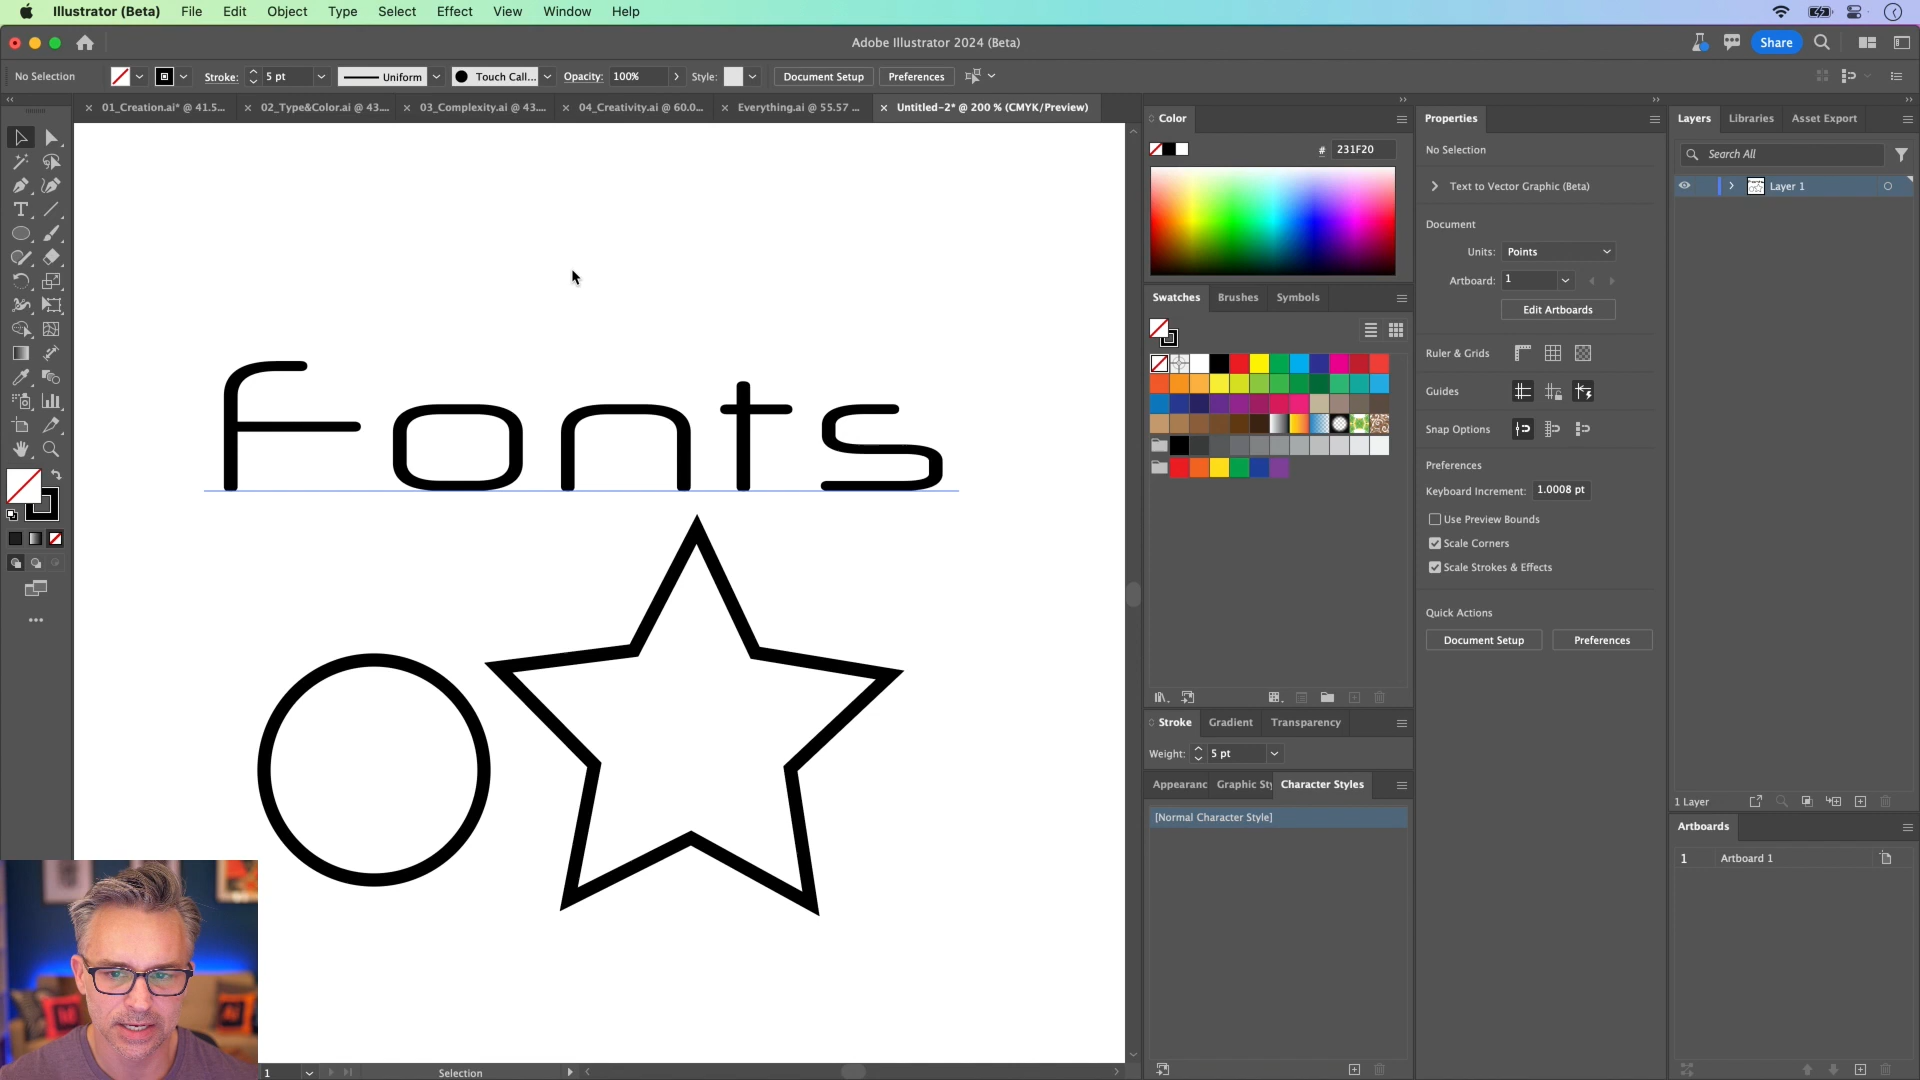 Illustrator (Beta) File Edit Object Type Select Effect View Window Help
Adobe Illustrator 2024 (Beta)
Share
No Selection
Stroke: 5 pt
Uniform
Touch Call...
Opacity: 100%
Style:
Document Setup
Preferences
01_Creation.ai* @ 41.5...
02_Type&Color.ai @ 43....
03_Complexity.ai @ 43....
04_Creativity.ai @ 60.0...
Everything.ai @ 55.57 ...
Untitled-2* @ 200 % (CMYK/Preview)
Fonts
1
Selection
Color
# 231F20
Swatches Brushes Symbols
Stroke Gradient Transparency
Weight: 5 pt
Appearanc Graphic Sty Character Styles
[Normal Character Style]
Properties
No Selection
Text to Vector Graphic (Beta)
Document
Units: Points
Artboard: 1
Edit Artboards
Ruler & Grids
Guides
Snap Options
Preferences
Keyboard Increment: 1.0008 pt
Use Preview Bounds
Scale Corners
Scale Strokes & Effects
Quick Actions
Document Setup
Preferences
Layers Libraries Asset Export
Search All
Layer 1
1 Layer
Artboards
1 Artboard 1